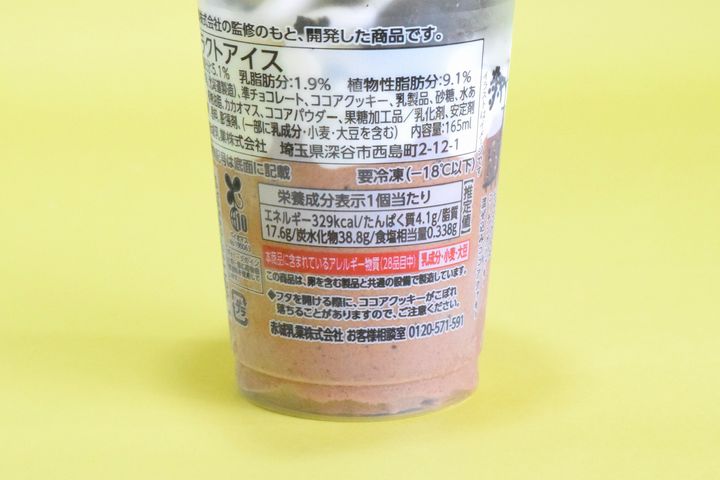 株式会社の監修のもと、開発した商品です。
ラクトアイス
5.1% 乳脂肪分:1.9% 植物性脂肪分:9.1%
準チョコレート、ココアクッキー、乳製品、砂糖、水あ
カカオマス、ココアパウダー、果糖加工品／乳化剤、安定剤
膨張剤、(一部に乳成分・小麦・大豆を含む) 内容量:165ml
乳業株式会社 埼玉県深谷市西島町2-12-1
は底面に記載 要冷凍(−18℃以下)
栄養成分表示1個当たり
エネルギー329kcal/たんぱく質4.1g/脂質
17.6g/炭水化物38.8g/食塩相当量0.338g
【推定値】
本商品に含まれているアレルギー物質(28品目中) 乳成分・小麦・大豆
この商品は、卵を含む製品と共通の設備で製造しています。
◆フタを開ける際に、ココアクッキーがこぼれ
落ちることがありますので、ご注意ください。
赤城乳業株式会社 お客様相談室 0120-571-591
プラ